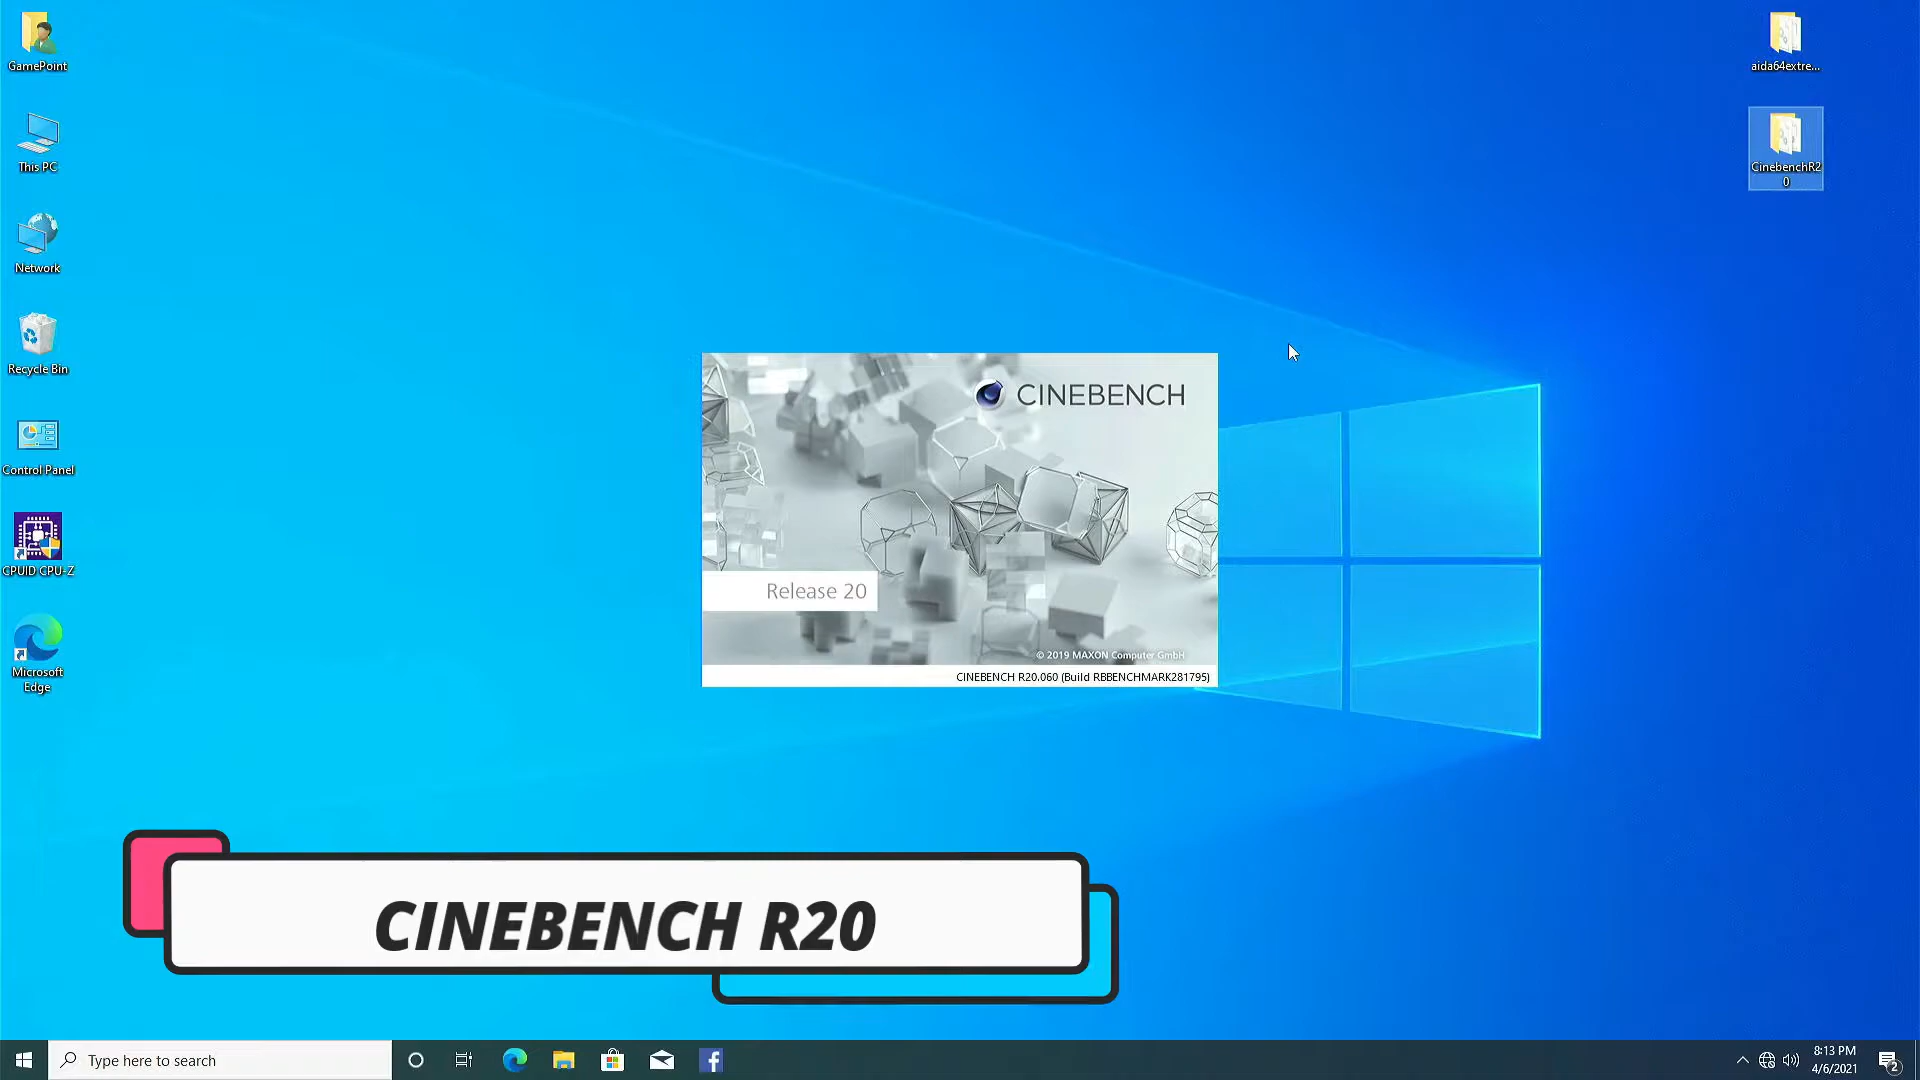 GamePoint
This PC
Network
Recycle Bin
Control Panel
CPUID CPU-Z
Microsoft
Edge
aida64extre...
CinebenchR2
0
CINEBENCH
Release 20
© 2019 MAXON Computer GmbH
CINEBENCH R20.060 (Build RBBENCHMARK281795)
CINEBENCH R20
Type here to search
8:13 PM
4/6/2021
2